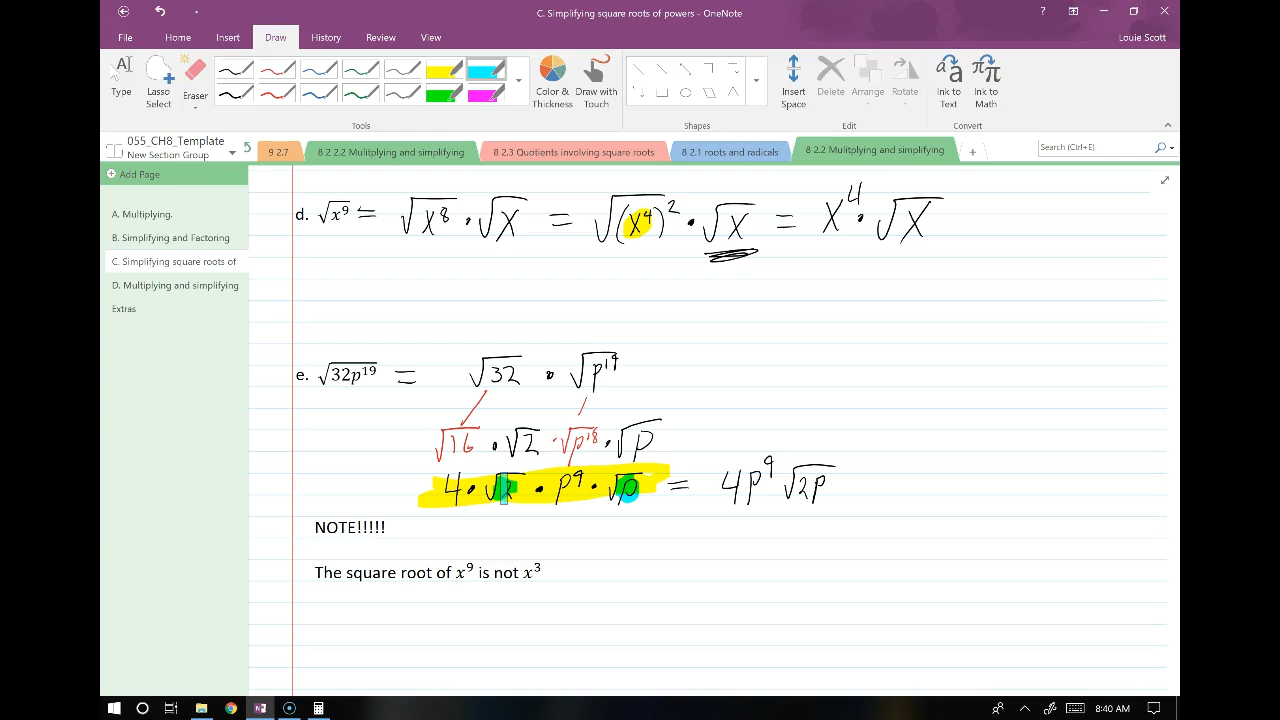 C. Simplifying square roots of powers - OneNote
File Home Insert Draw History Review View
Louie Scott
Type
Lasso Select
Eraser
Color & Thickness
Draw with Touch
Insert Space
Delete
Arrange
Rotate
Ink to Text
Ink to Math
Tools
Shapes
Edit
Convert
055_CH8_Template
New Section Group
9 2.7
8 2.2.2 Mulitplying and simplifying
8 2.3 Quotients involving square roots
8 2.1 roots and radicals
8 2.2 Mulitplying and simplifying
Search (Ctrl+E)
Add Page
A. Multiplying.
B. Simplifying and Factoring
C. Simplifying square roots of
D. Multiplying and simplifying
Extras
d. √x⁹ = √x⁸ · √x = √(x⁴)² · √x = x⁴ · √x
e. √32p¹⁹ = √32 · √p¹⁹
√16 · √2 · √p¹⁸ · √p
4 · √2 · p⁹ · √p = 4p⁹ √2p
NOTE!!!!!
The square root of x⁹ is not x³
8:40 AM